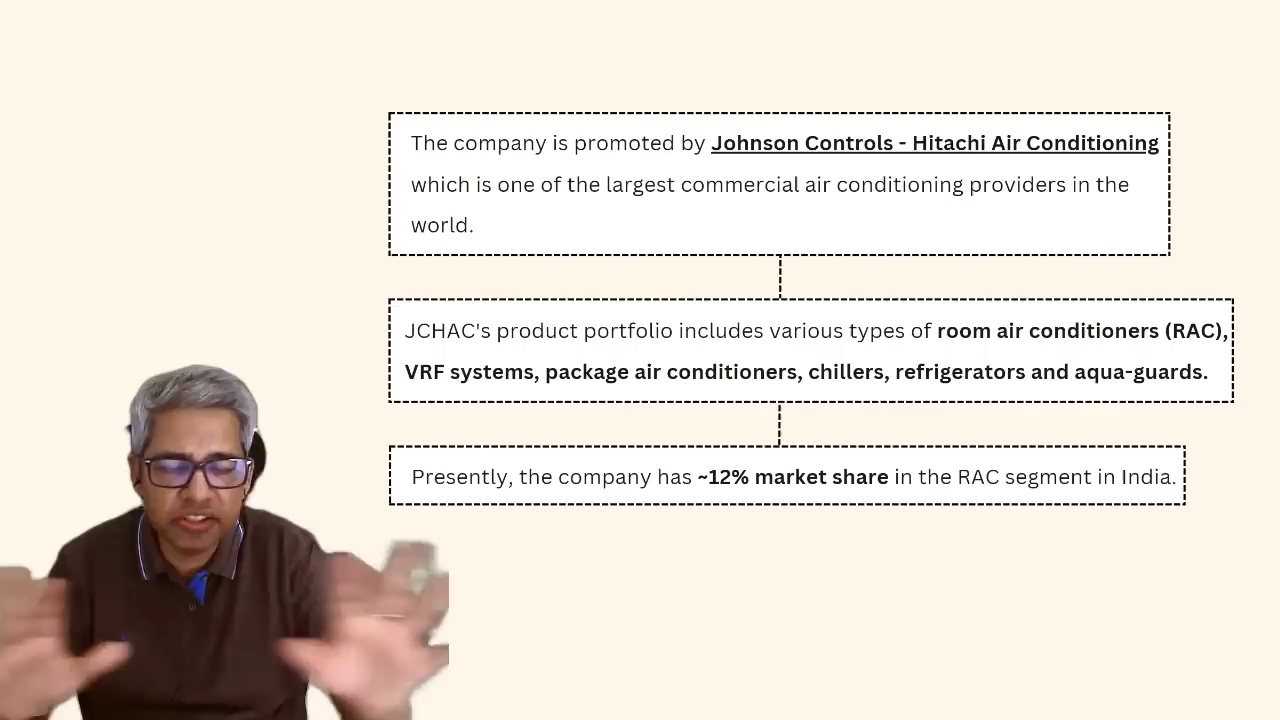 The company is promoted by Johnson Controls - Hitachi Air Conditioning
which is one of the largest commercial air conditioning providers in the
world.
JCHAC's product portfolio includes various types of room air conditioners (RAC),
VRF systems, package air conditioners, chillers, refrigerators and aqua-guards.
Presently, the company has ~12% market share in the RAC segment in India.